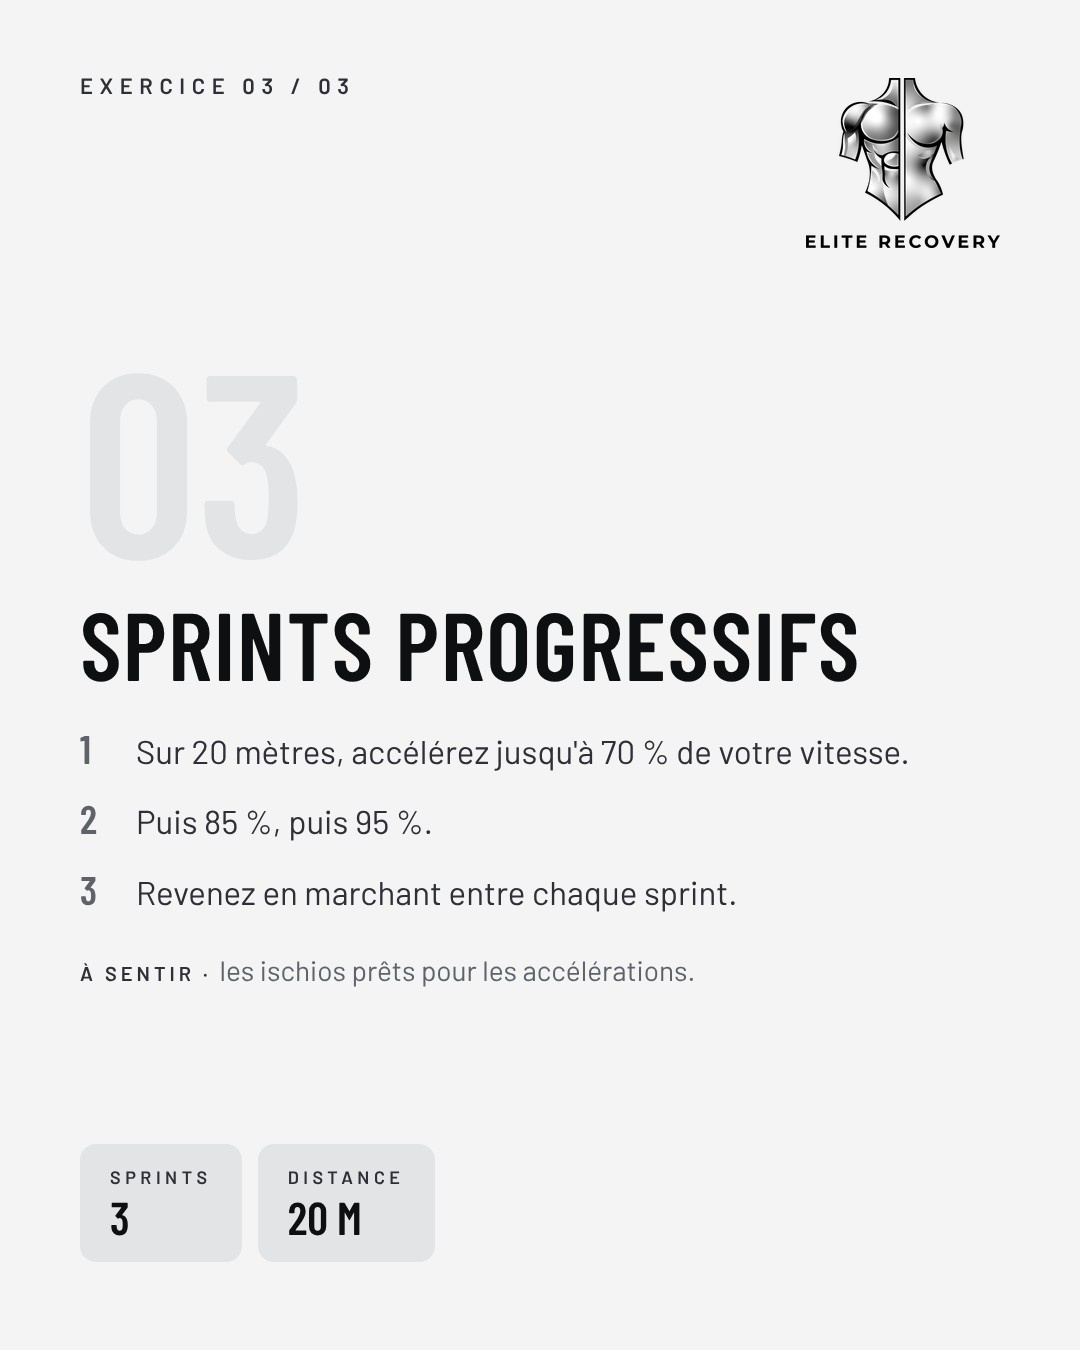 EXERCICE 03 / 03
ELITE RECOVERY
03
SPRINTS PROGRESSIFS
1 Sur 20 mètres, accélérez jusqu'à 70 % de votre vitesse.
2 Puis 85 %, puis 95 %.
3 Revenez en marchant entre chaque sprint.
À SENTIR · les ischios prêts pour les accélérations.
SPRINTS
3
DISTANCE
20 M